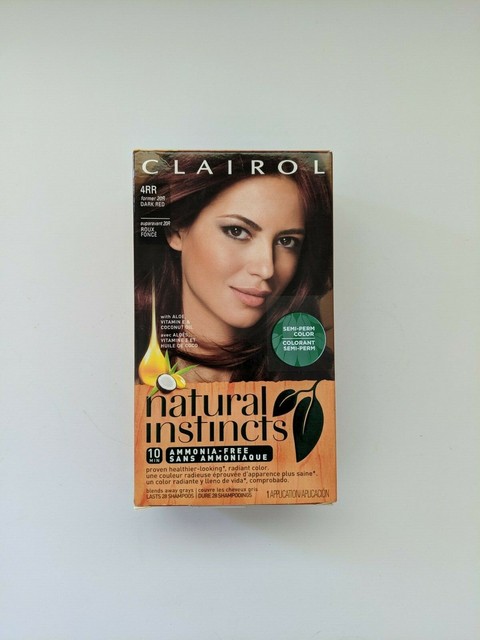 CLAIROL
4RR
former 20R
DARK RED
auparavant 20R
ROUX
FONCÉ
with ALOE,
VITAMIN E &
COCONUT OIL
avec ALOÈS,
VITAMINE E ET
HUILE DE COCO
SEMI-PERM
COLOR
COLORANT
SEMI-PERM
natural
instincts
10
MIN
AMMONIA-FREE
SANS AMMONIAQUE
proven healthier-looking*, radiant color.
une couleur radieuse éprouvée d'apparence plus saine*.
un color radiante y lleno de vida*, comprobado.
blends away greys | couvre les cheveux gris
LASTS 28 SHAMPOOS | DURE 28 SHAMPOOINGS
1 APPLICATION/APLICACIÓN